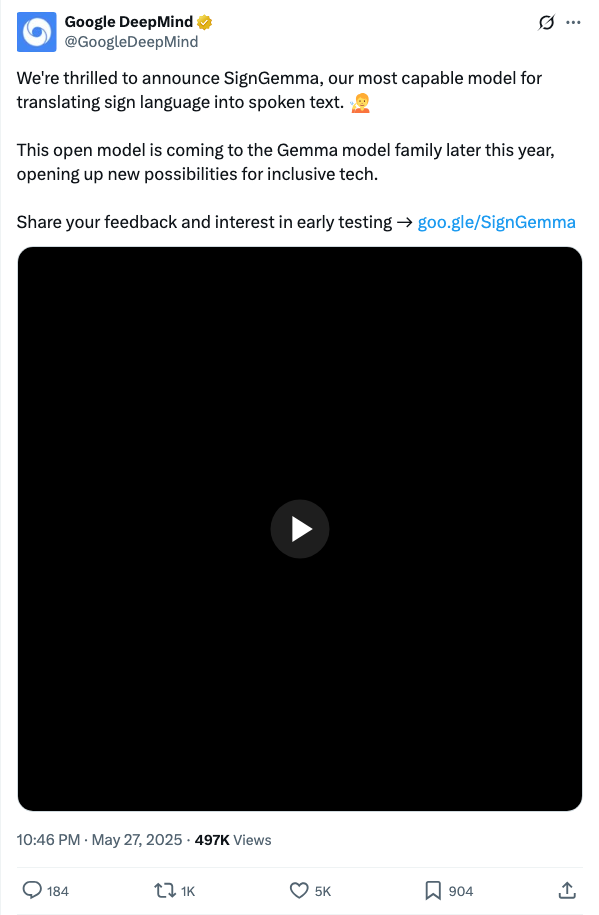 Google DeepMind
@GoogleDeepMind
We're thrilled to announce SignGemma, our most capable model for
translating sign language into spoken text. 🧏
This open model is coming to the Gemma model family later this year,
opening up new possibilities for inclusive tech.
Share your feedback and interest in early testing → goo.gle/SignGemma
10:46 PM · May 27, 2025 · 497K Views
184 1K 5K 904